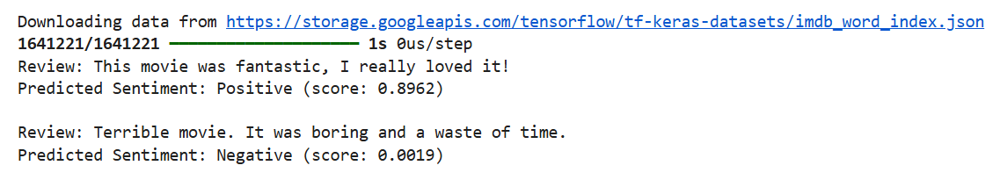 Downloading data from https://storage.googleapis.com/tensorflow/tf-keras-datasets/imdb_word_index.json
1641221/1641221 ━━━━━━━━━━━━━━━━━━━━ 1s 0us/step
Review: This movie was fantastic, I really loved it!
Predicted Sentiment: Positive (score: 0.8962)
Review: Terrible movie. It was boring and a waste of time.
Predicted Sentiment: Negative (score: 0.0019)